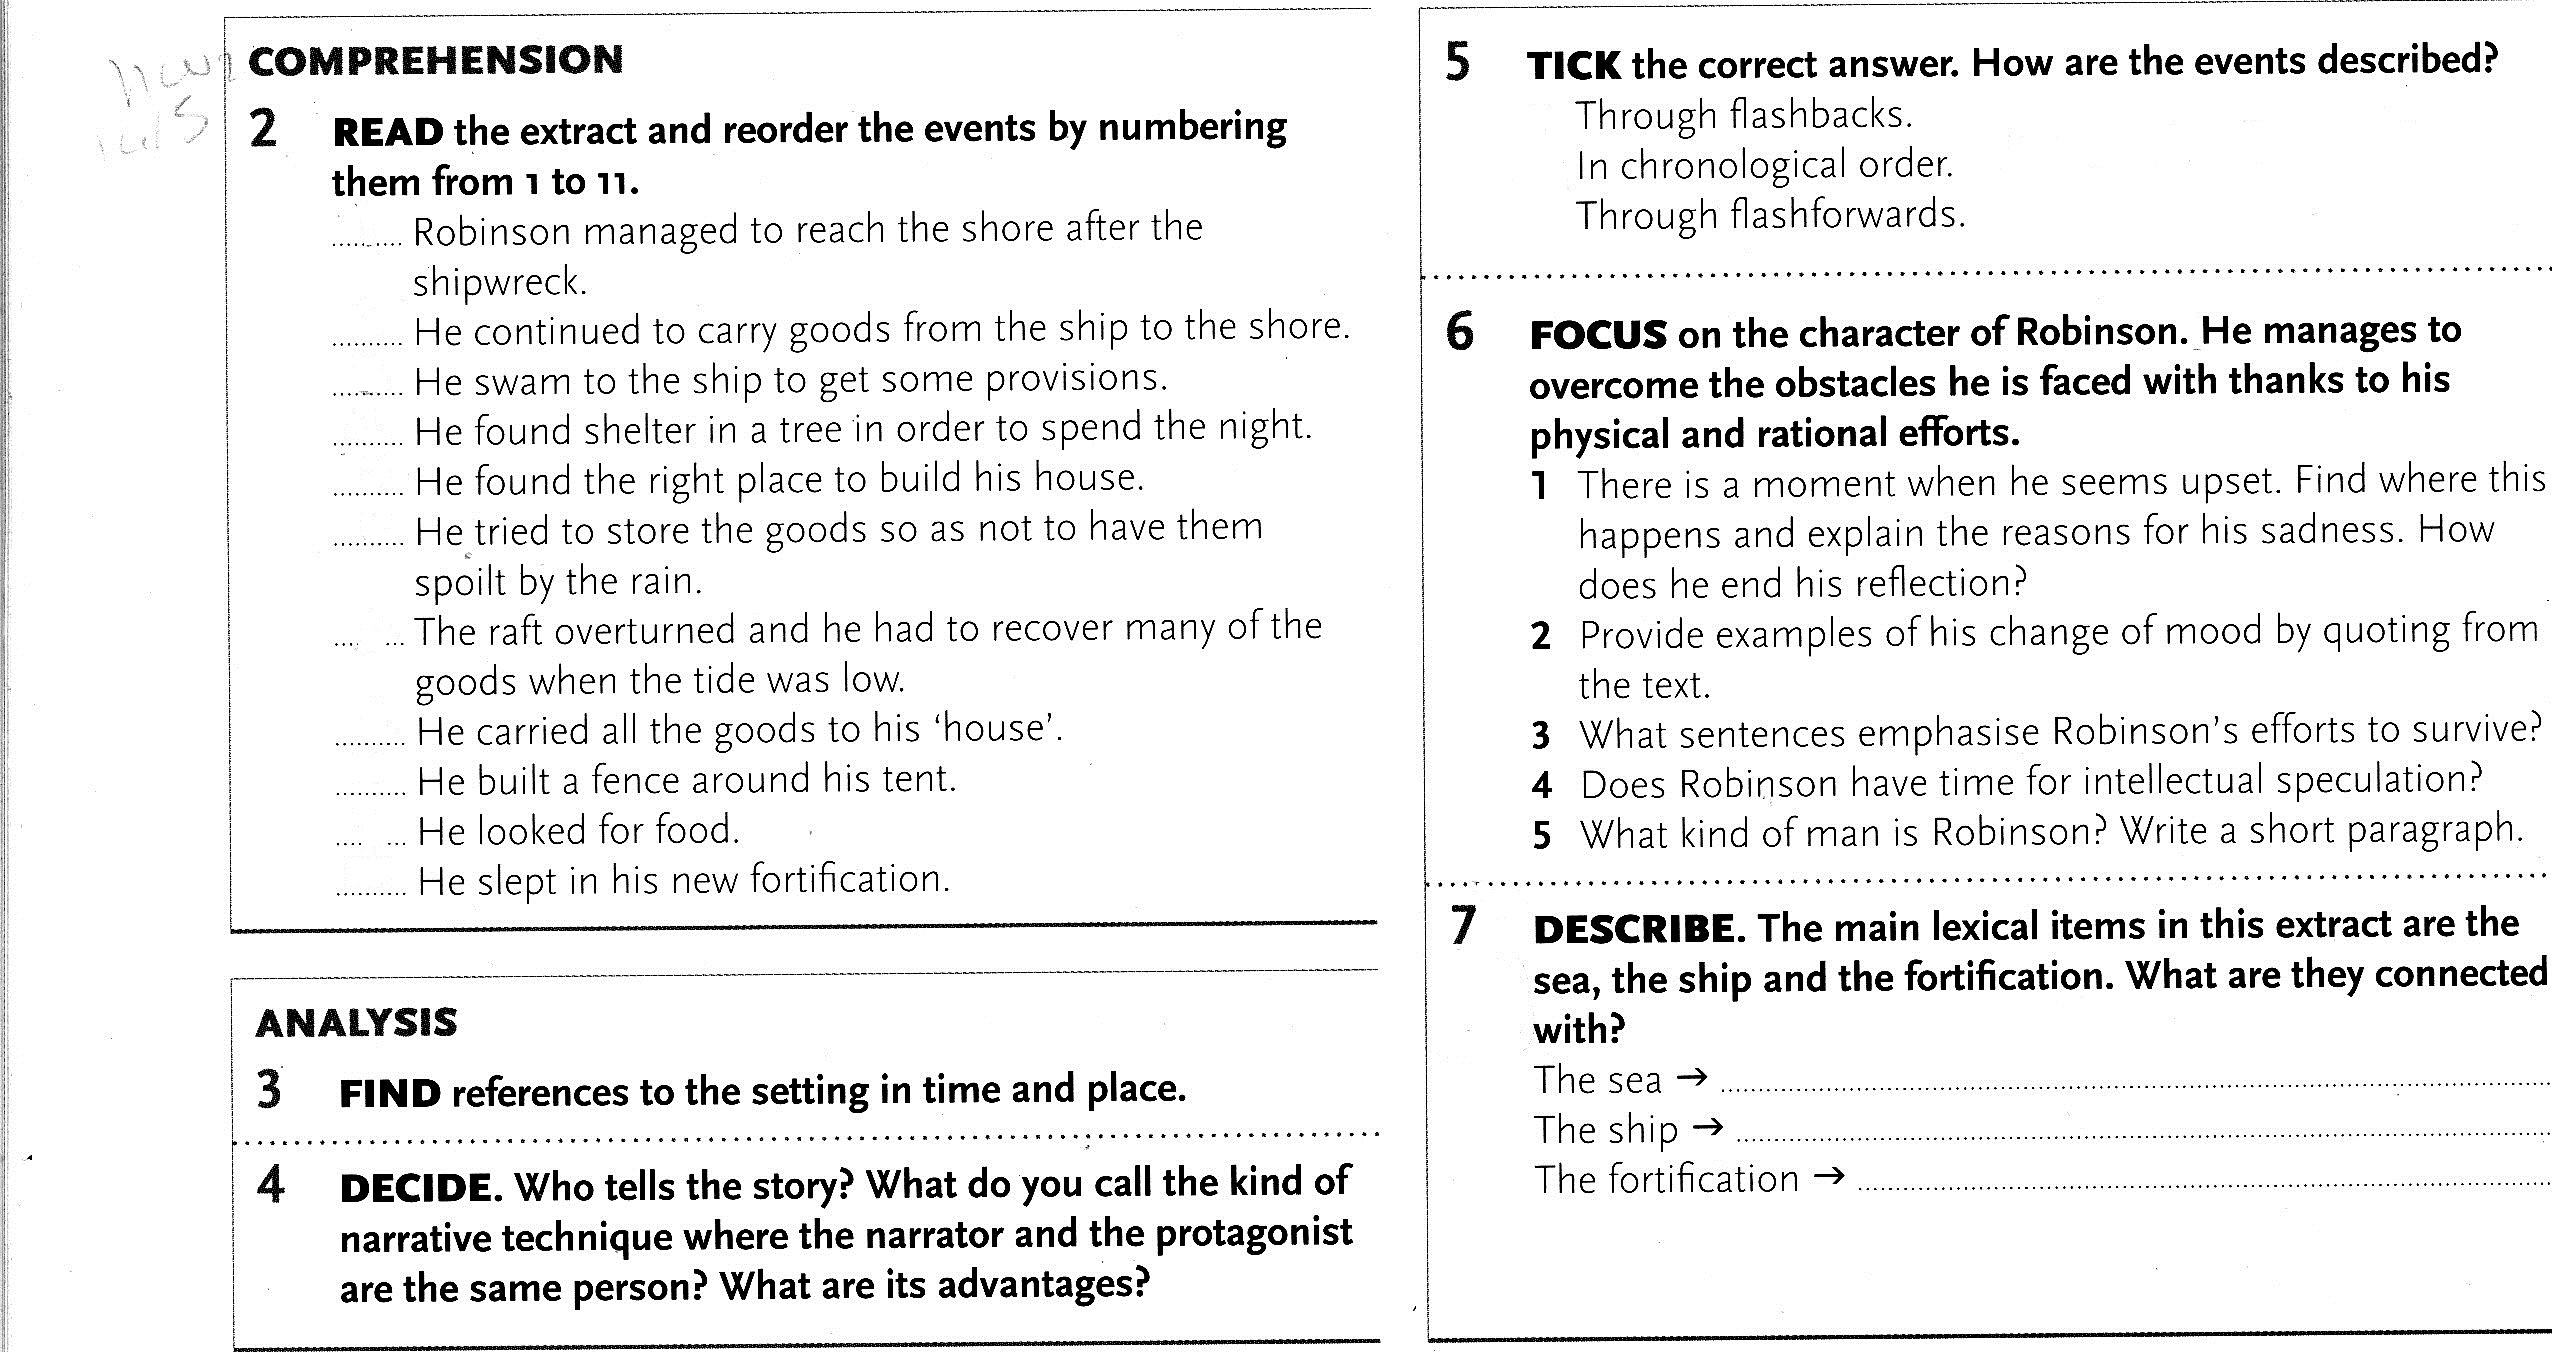 COMPREHENSION
2 READ the extract and reorder the events by numbering
them from 1 to 11.
.......... Robinson managed to reach the shore after the
shipwreck.
.......... He continued to carry goods from the ship to the shore.
.......... He swam to the ship to get some provisions.
.......... He found shelter in a tree in order to spend the night.
.......... He found the right place to build his house.
.......... He tried to store the goods so as not to have them
spoilt by the rain.
.... ... The raft overturned and he had to recover many of the
goods when the tide was low.
.......... He carried all the goods to his ‘house’.
.......... He built a fence around his tent.
.... ... He looked for food.
.......... He slept in his new fortification.
ANALYSIS
3 FIND references to the setting in time and place.
4 DECIDE. Who tells the story? What do you call the kind of
narrative technique where the narrator and the protagonist
are the same person? What are its advantages?
5 TICK the correct answer. How are the events described?
Through flashbacks.
In chronological order.
Through flashforwards.
6 FOCUS on the character of Robinson. He manages to
overcome the obstacles he is faced with thanks to his
physical and rational efforts.
1 There is a moment when he seems upset. Find where this
happens and explain the reasons for his sadness. How
does he end his reflection?
2 Provide examples of his change of mood by quoting from
the text.
3 What sentences emphasise Robinson’s efforts to survive?
4 Does Robinson have time for intellectual speculation?
5 What kind of man is Robinson? Write a short paragraph.
7 DESCRIBE. The main lexical items in this extract are the
sea, the ship and the fortification. What are they connected
with?
The sea → ..........
The ship → ..........
The fortification → ..........